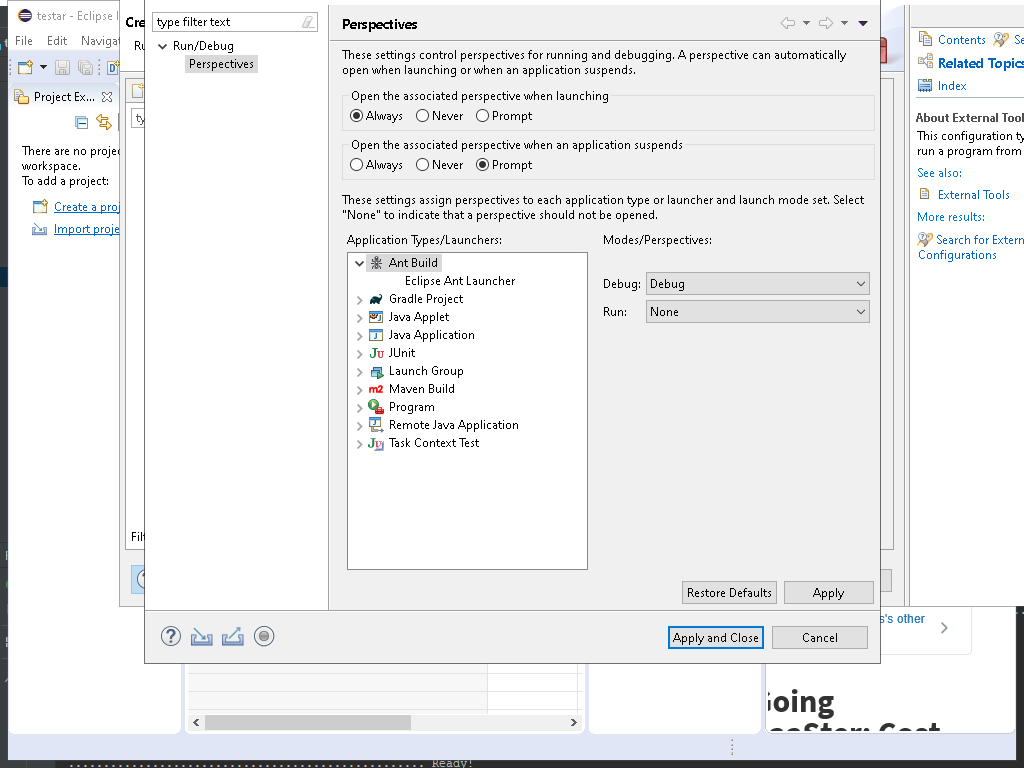 testar - Eclipse I
File Edit Navigat
Project Ex...
There are no projec
workspace.
To add a project:
Create a proj
Import proje
Cre
Ru
ty
Filt
type filter text
Run/Debug
Perspectives
Perspectives
These settings control perspectives for running and debugging. A perspective can automatically
open when launching or when an application suspends.
Open the associated perspective when launching
Always Never Prompt
Open the associated perspective when an application suspends
Always Never Prompt
These settings assign perspectives to each application type or launcher and launch mode set. Select
"None" to indicate that a perspective should not be opened.
Application Types/Launchers:
Ant Build
Eclipse Ant Launcher
Gradle Project
Java Applet
Java Application
JUnit
Launch Group
Maven Build
Program
Remote Java Application
Task Context Test
Modes/Perspectives:
Debug: Debug
Run: None
Restore Defaults Apply
Apply and Close Cancel
Contents Se
Related Topics
Index
About External Tool
This configuration ty
run a program from
See also:
External Tools
More results:
Search for Extern
Configurations
s's other
Going
Ready!